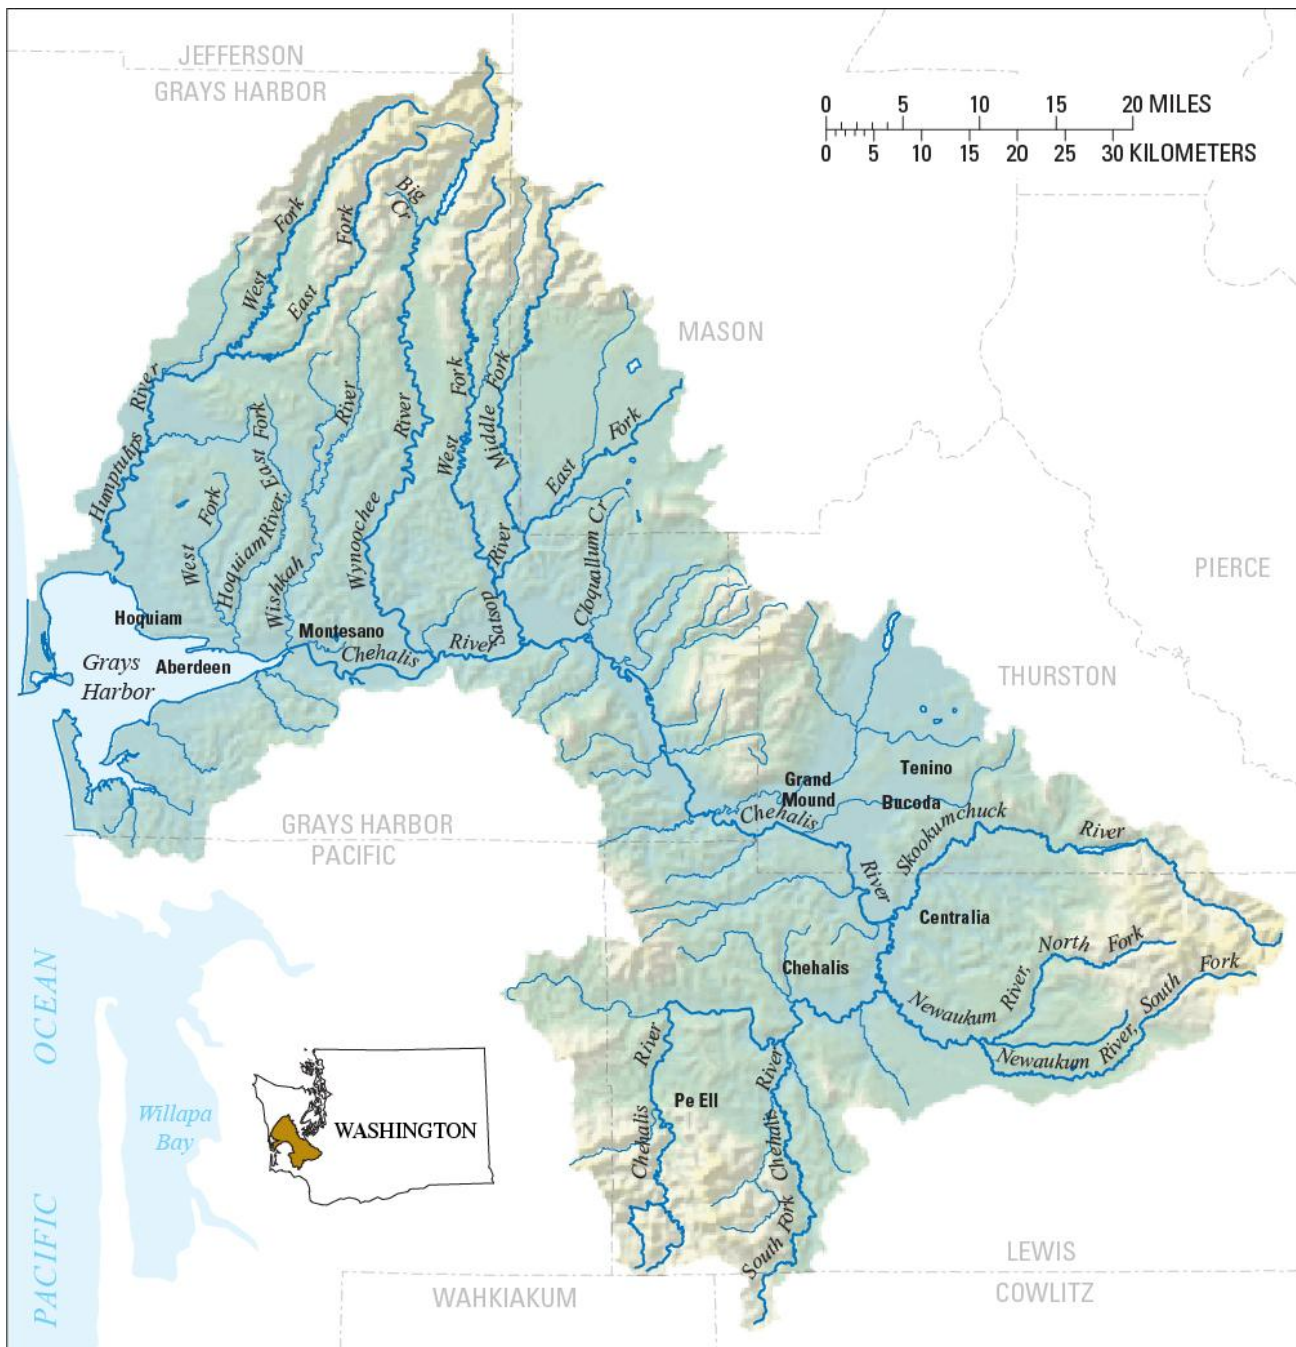 JEFFERSON
GRAYS HARBOR
0 5 10 15 20 MILES
0 5 10 15 20 25 30 KILOMETERS
Big
Cr
West Fork
East Fork
MASON
Humptuhps River
West Fork
Hoquiam River, East Fork
Wishkah River
Wynoochee River
West Fork
Middle Fork
East Fork
Satsop River
Cloquallum Cr
PIERCE
Hoquiam
Montesano
Chehalis River
Grays
Harbor
Aberdeen
THURSTON
Grand
Mound
Tenino
Bucoda
Chehalis River
Skookumchuck River
GRAYS HARBOR
PACIFIC
Centralia
Chehalis
Newaukum River, North Fork
Newaukum River, South Fork
PACIFIC OCEAN
Willapa
Bay
WASHINGTON
Chehalis River
Pe Ell
South Fork Chehalis River
LEWIS
COWLITZ
WAHKIAKUM